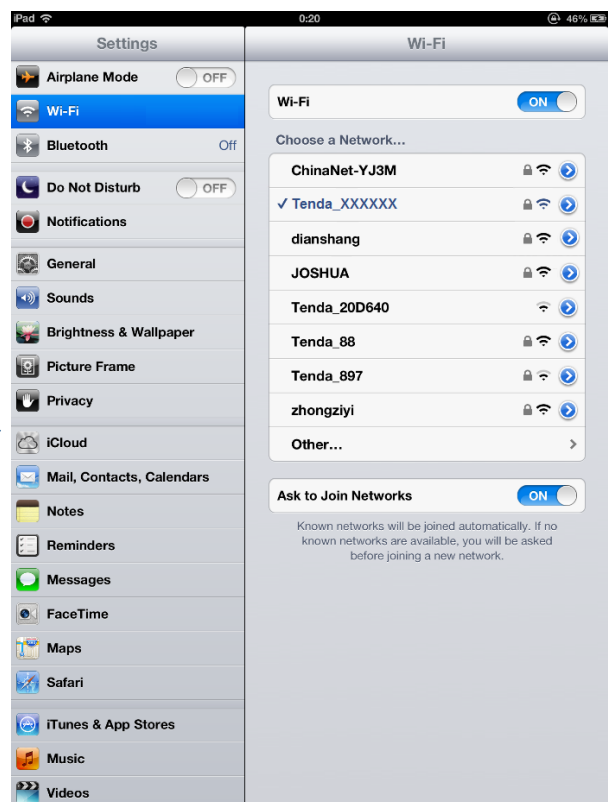 iPad 0:20 46%
Settings
Airplane Mode OFF
Wi-Fi
Bluetooth Off
Do Not Disturb OFF
Notifications
General
Sounds
Brightness & Wallpaper
Picture Frame
Privacy
iCloud
Mail, Contacts, Calendars
Notes
Reminders
Messages
FaceTime
Maps
Safari
iTunes & App Stores
Music
Videos
Wi-Fi
Wi-Fi ON
Choose a Network...
ChinaNet-YJ3M
✓ Tenda_XXXXXX
dianshang
JOSHUA
Tenda_20D640
Tenda_88
Tenda_897
zhongziyi
Other...
Ask to Join Networks ON
Known networks will be joined automatically. If no
known networks are available, you will be asked
before joining a new network.